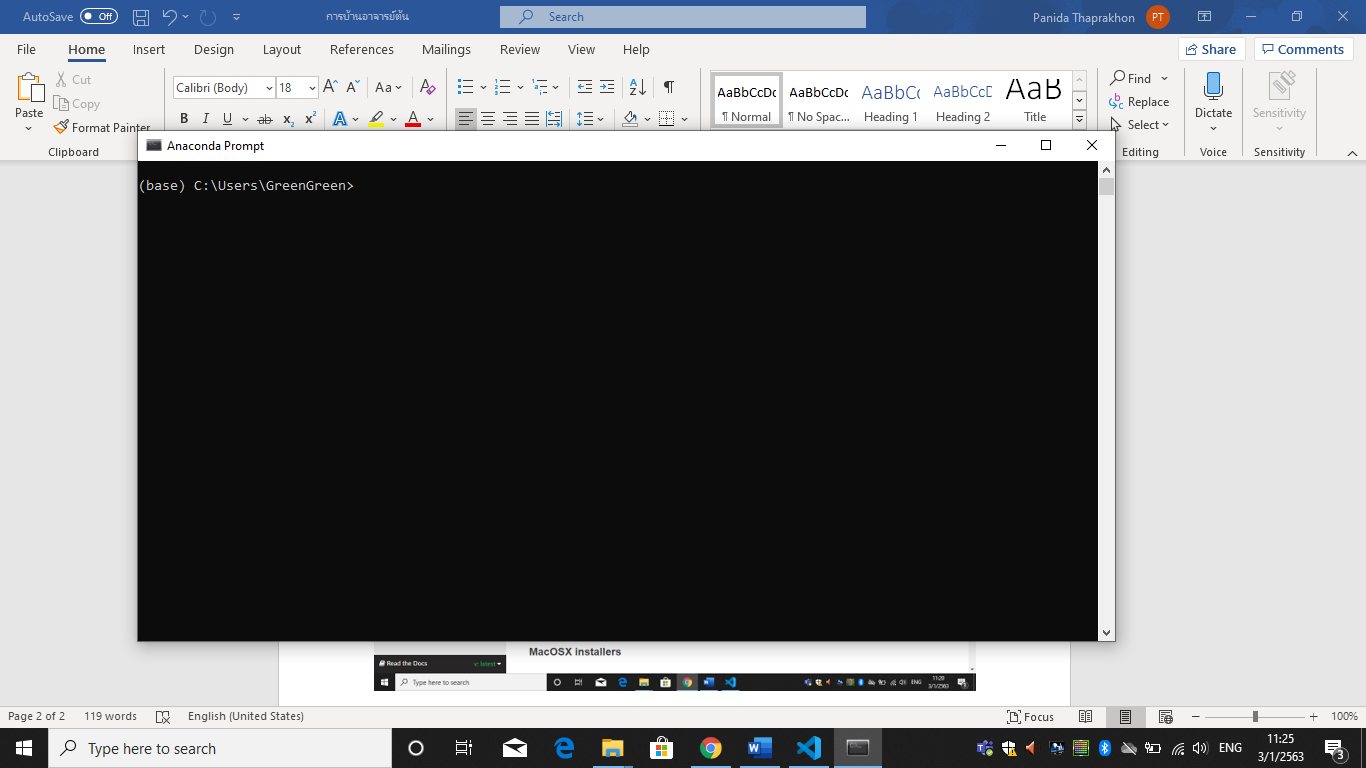 AutoSave Off การบ้านอาจารย์ต้น Search Panida Thaprakhon PT
File Home Insert Design Layout References Mailings Review View Help Share Comments
Paste Cut Copy Format Painter
Calibri (Body) 18 A A Aa A
B I U ab x2 x2 A A
AaBbCcDc AaBbCcDc AaBbCc AaBbCcD AaB
¶ Normal ¶ No Spac... Heading 1 Heading 2 Title
Find Replace Select
Dictate Sensitivity
Clipboard Editing Voice Sensitivity
Anaconda Prompt
(base) C:\Users\GreenGreen>
MacOSX installers
Read the Docs v: latest
Type here to search ENG 3/1/2563
Page 2 of 2 119 words English (United States) Focus 100%
Type here to search ENG 11:25
3/1/2563 3